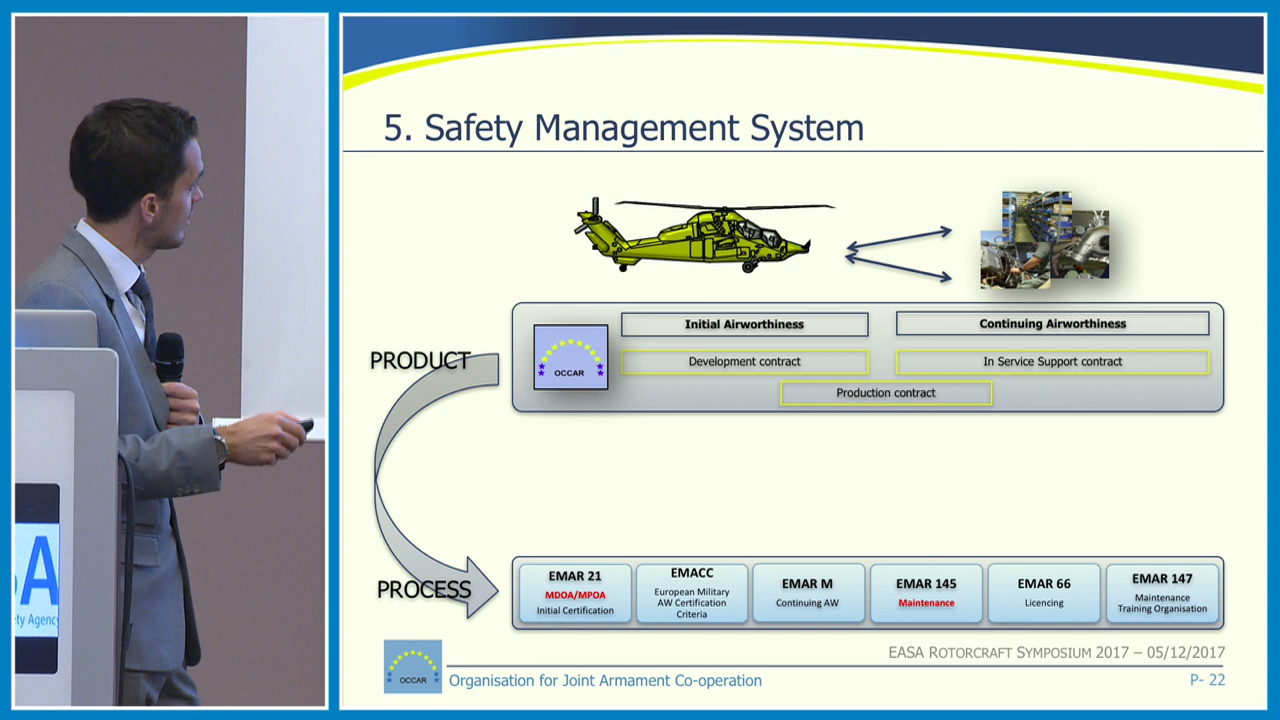 5. Safety Management System
PRODUCT
OCCAR
Initial Airworthiness
Continuing Airworthiness
Development contract
In Service Support contract
Production contract
PROCESS
EMAR 21
MDOA/MPOA
Initial Certification
EMACC
European Military
AW Certification
Criteria
EMAR M
Continuing AW
EMAR 145
Maintenance
EMAR 66
Licencing
EMAR 147
Maintenance
Training Organisation
EASA ROTORCRAFT SYMPOSIUM 2017 – 05/12/2017
OCCAR
Organisation for Joint Armament Co-operation
P- 22
A
ty Agency